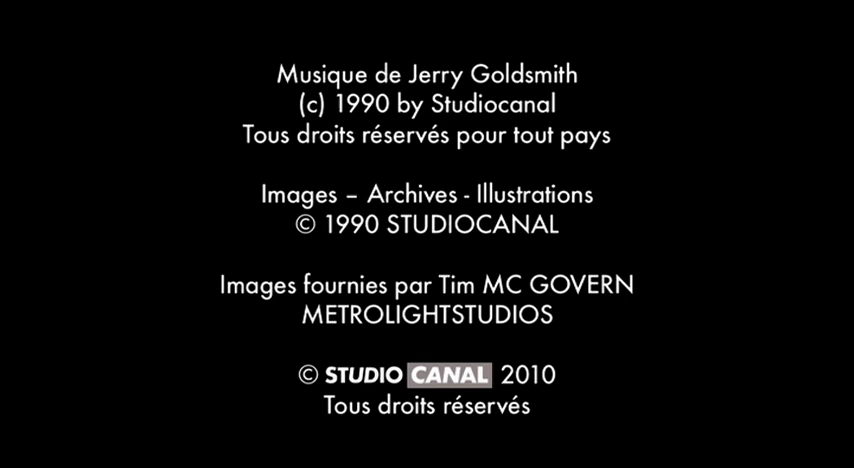 Musique de Jerry Goldsmith
(c) 1990 by Studiocanal
Tous droits réservés pour tout pays
Images – Archives - Illustrations
© 1990 STUDIOCANAL
Images fournies par Tim MC GOVERN
METROLIGHTSTUDIOS
© STUDIO CANAL 2010
Tous droits réservés